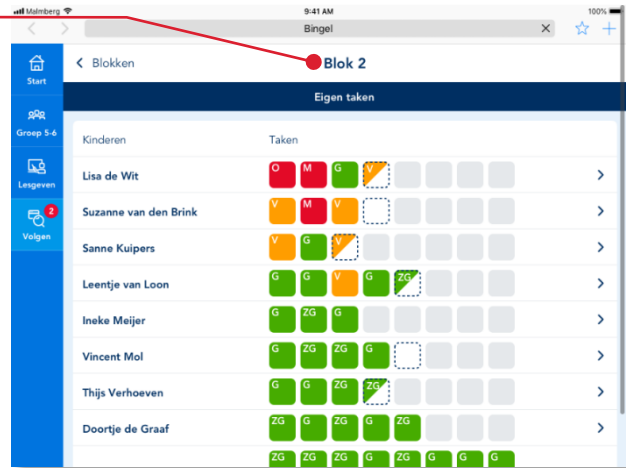 Malmberg 9:41 AM 100%
Bingel
Start
Blokken Blok 2
Eigen taken
Groep 5-6
Kinderen Taken
Lesgeven
Lisa de Wit O M G V
2
Volgen
Suzanne van den Brink V M V
Sanne Kuipers V G V
Leentje van Loon G G V G ZG
Ineke Meijer G ZG G
Vincent Mol G ZG ZG G
Thijs Verhoeven G G ZG ZG
Doortje de Graaf ZG G ZG G ZG
ZG ZG ZG G ZG G G G